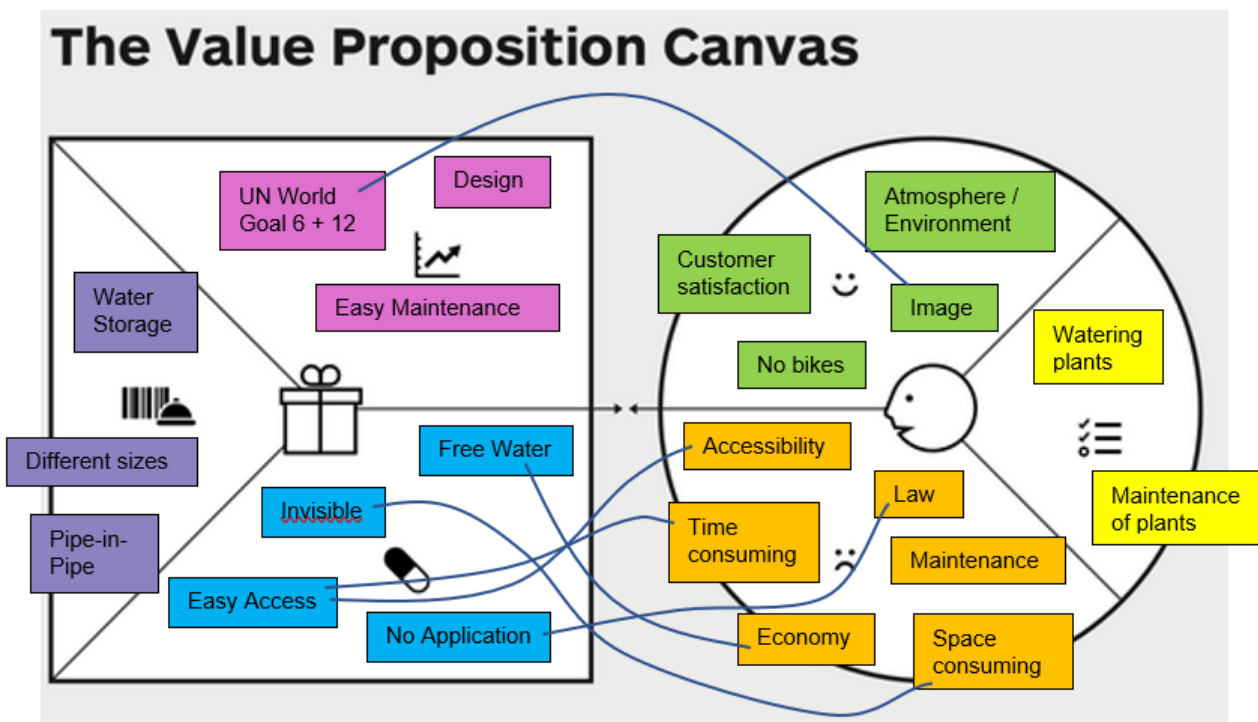 The Value Proposition Canvas
UN World
Goal 6 + 12
Design
Easy Maintenance
Water
Storage
Different sizes
Pipe-in-
Pipe
Free Water
Invisible
Easy Access
No Application
Atmosphere /
Environment
Customer
satisfaction
Image
No bikes
Watering
plants
Maintenance
of plants
Accessibility
Law
Time
consuming
Maintenance
Economy
Space
consuming